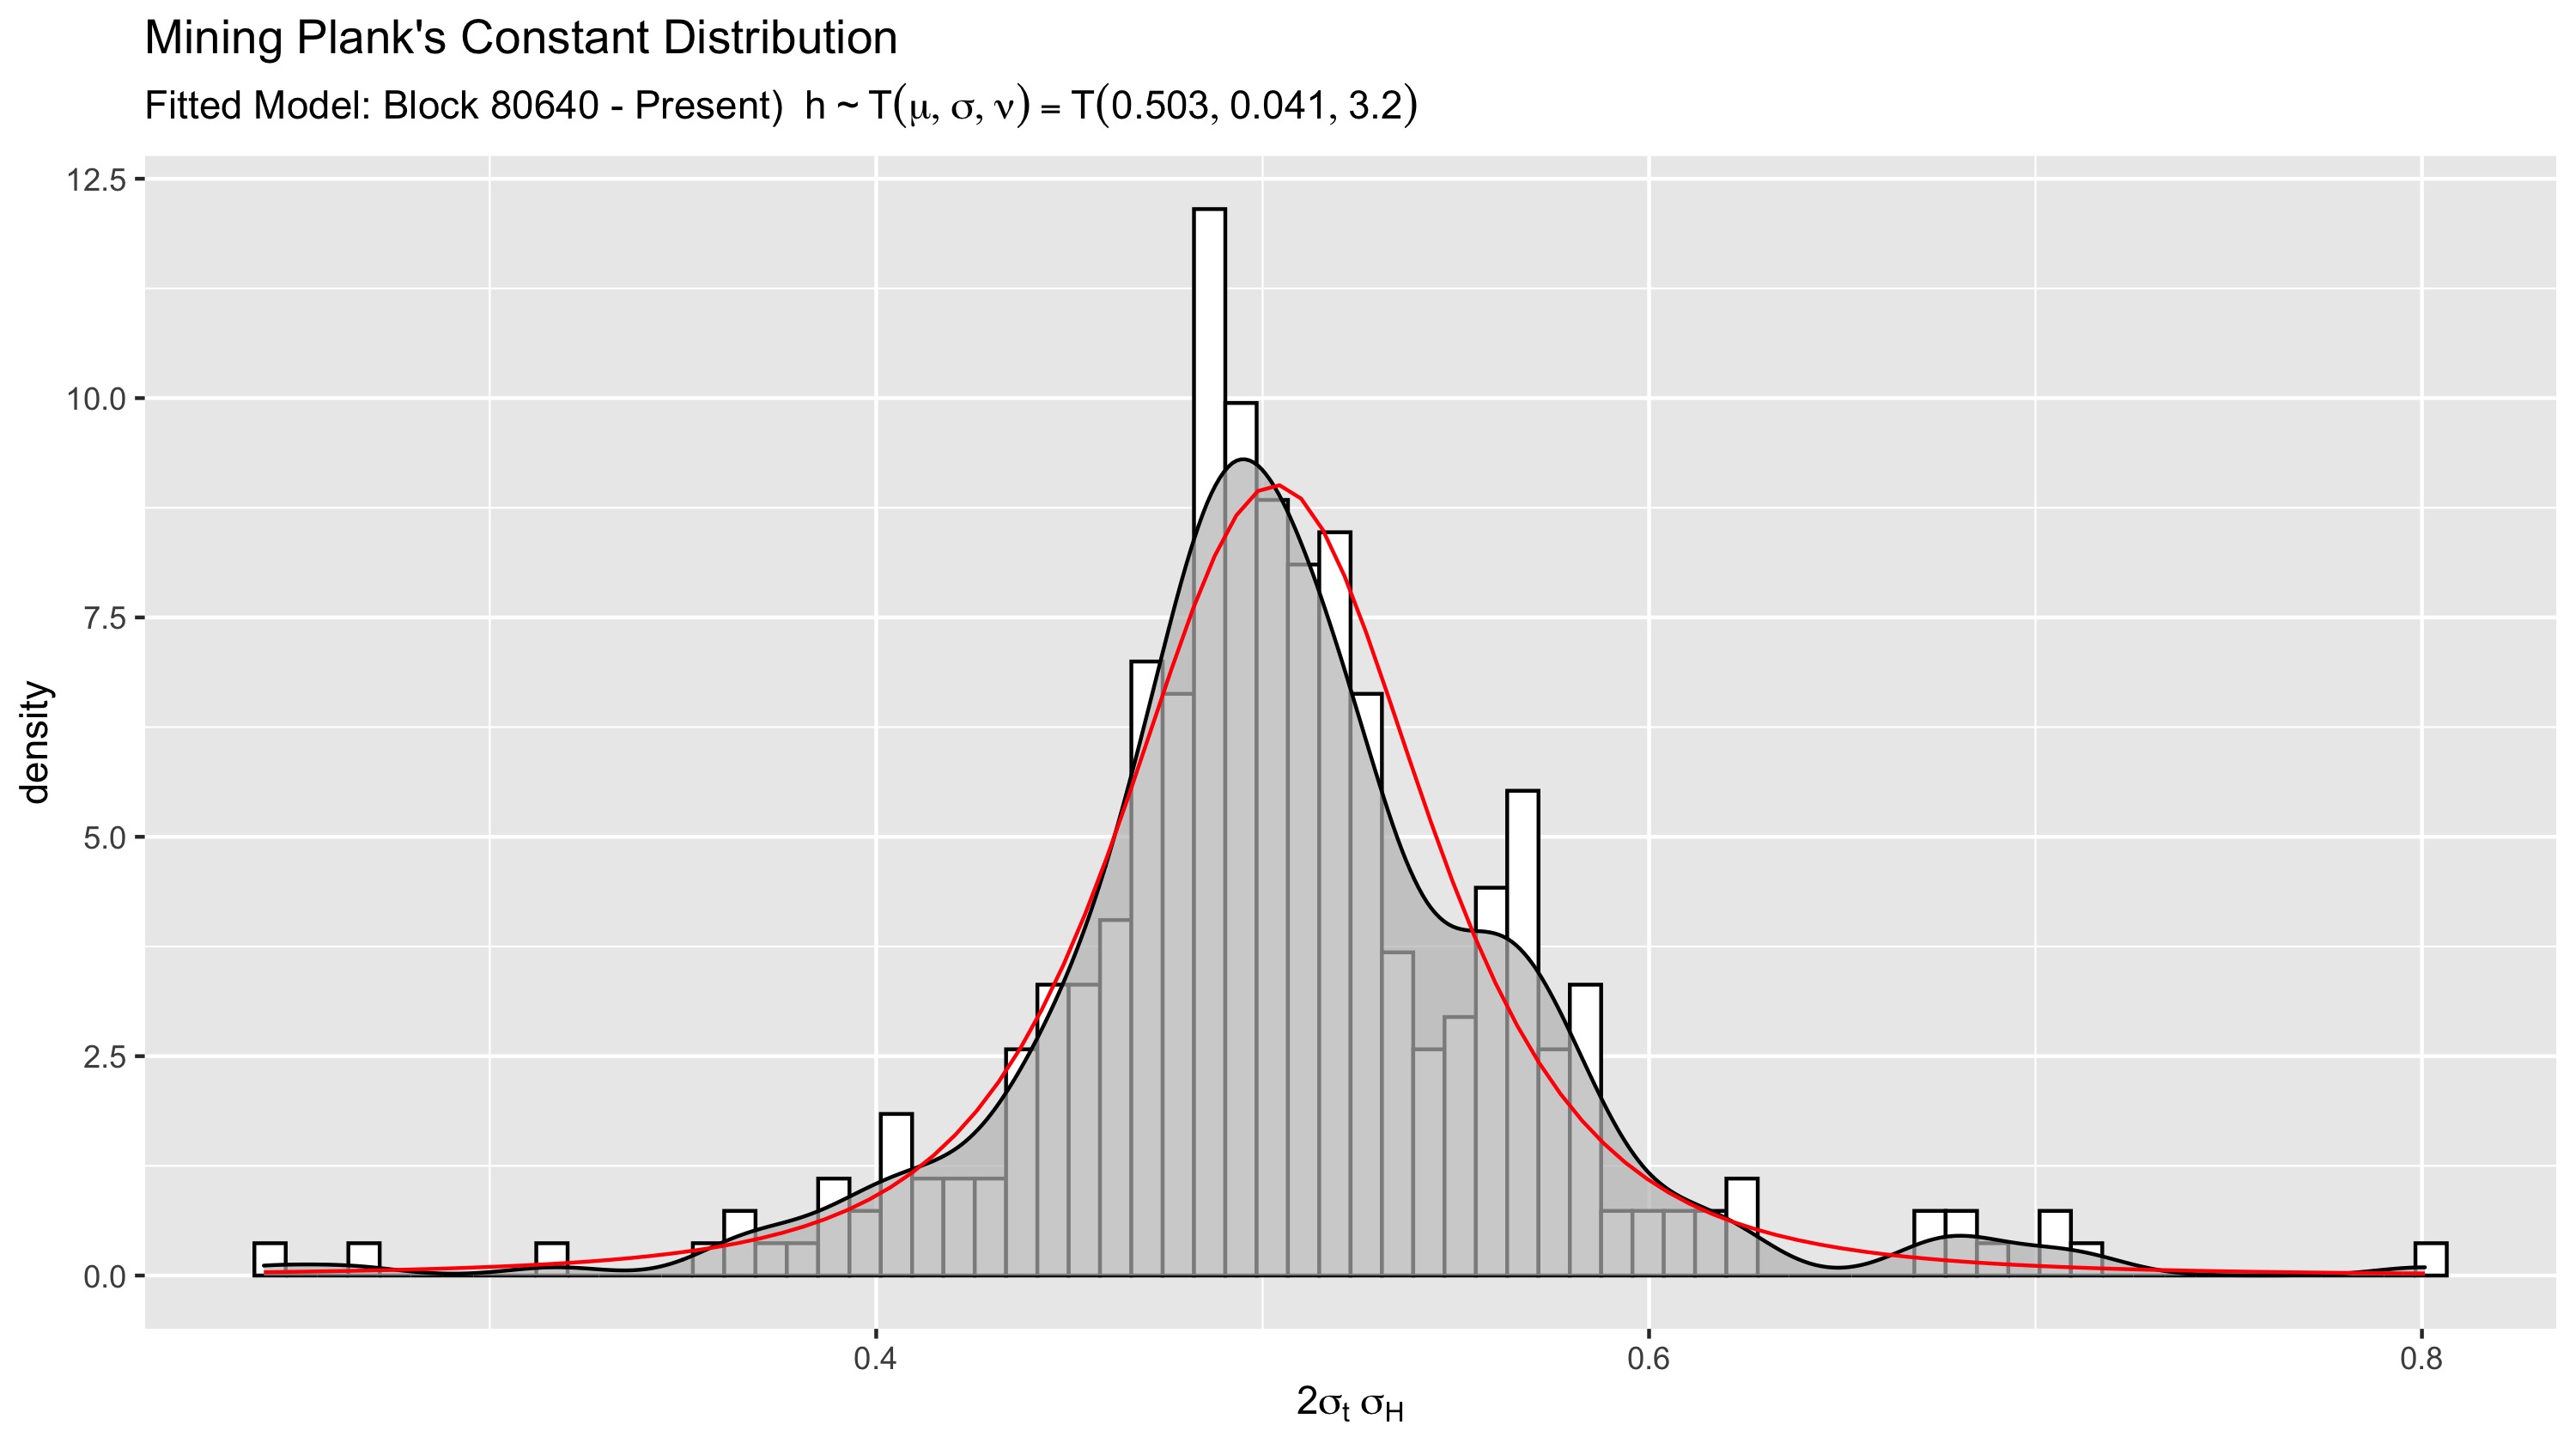 Mining Plank's Constant Distribution
Fitted Model: Block 80640 - Present)  h ~ T(μ, σ, ν) = T(0.503, 0.041, 3.2)
12.5
10.0
7.5
5.0
2.5
0.0
density
0.4 0.6 0.8
2σt σH